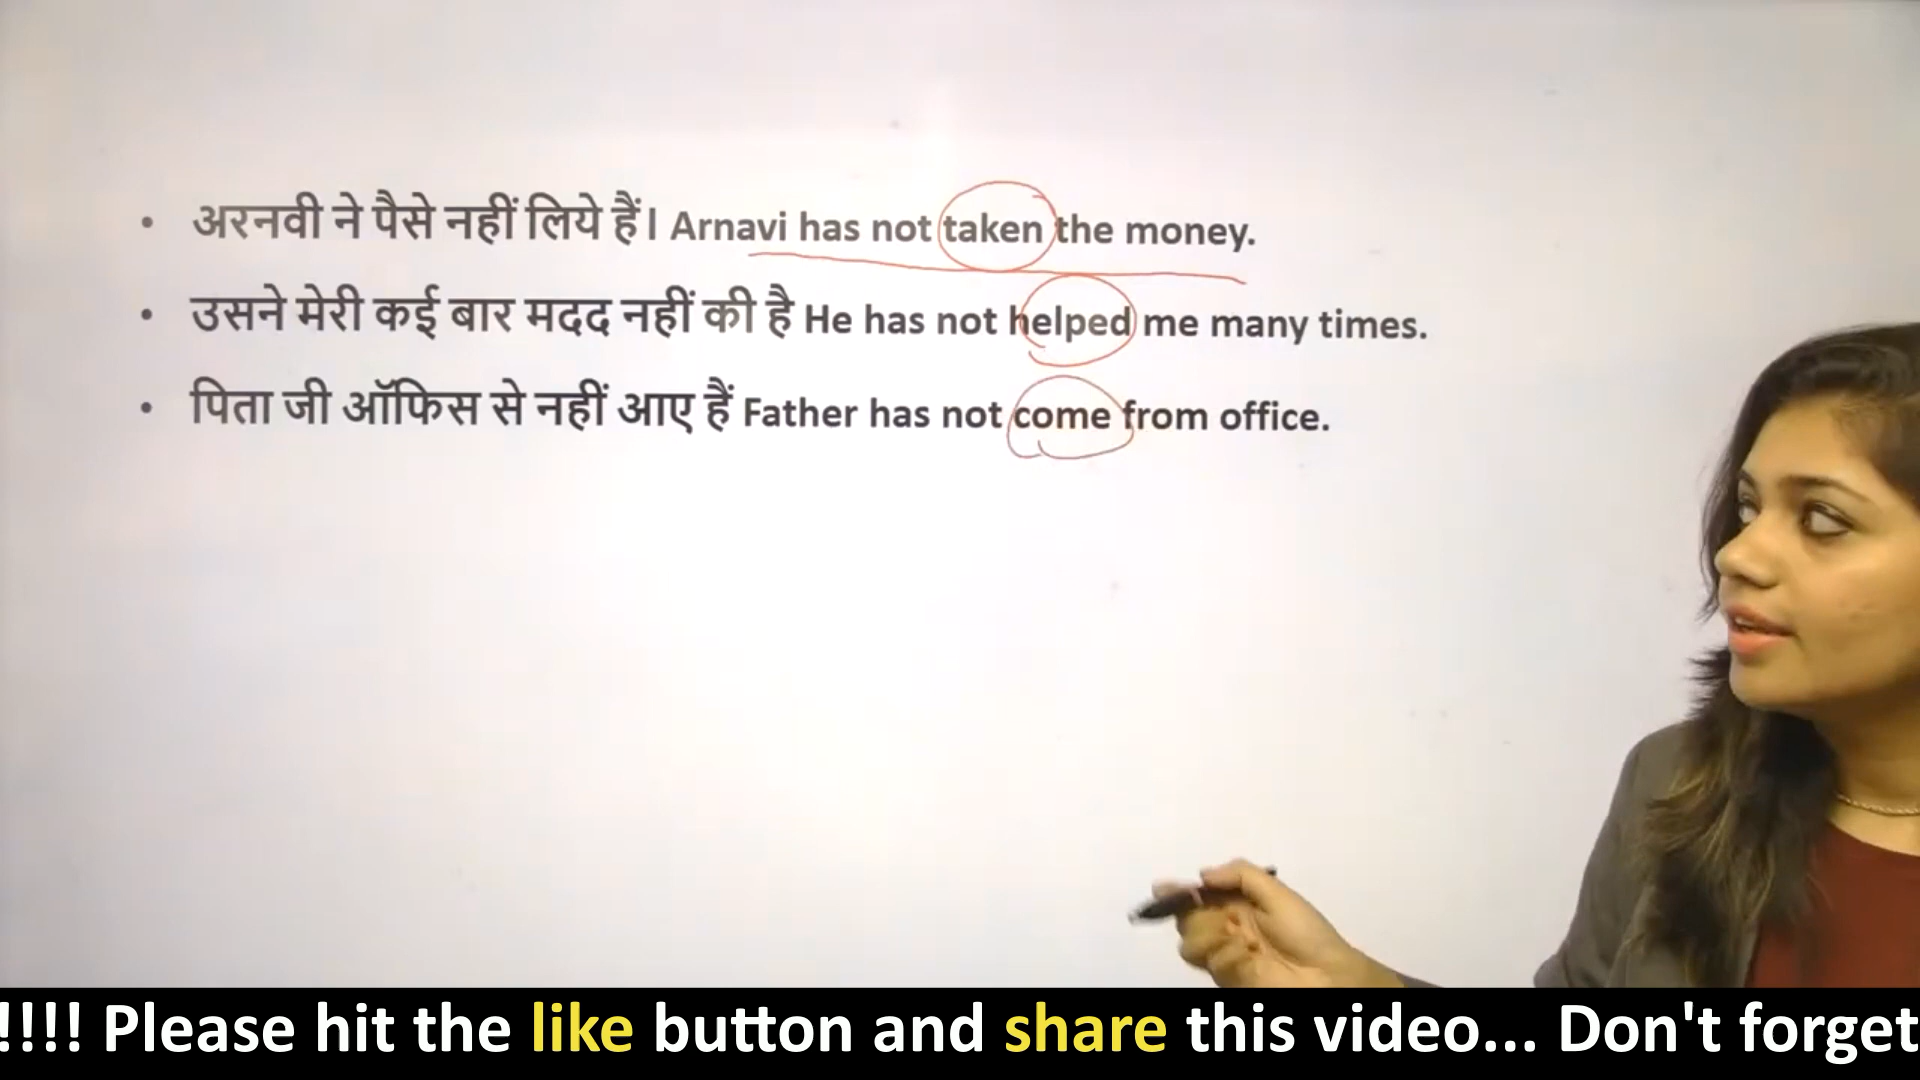 • अरनवी ने पैसे नहीं लिये हैं। Arnavi has not taken the money.
• उसने मेरी कई बार मदद नहीं की है He has not helped me many times.
• पिता जी ऑफिस से नहीं आए हैं Father has not come from office.
!!!! Please hit the like button and share this video... Don't forget